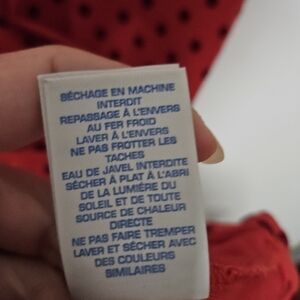 SÉCHAGE EN MACHINE
INTERDIT
REPASSAGE À L'ENVERS
AU FER FROID
LAVER À L'ENVERS
NE PAS FROTTER LES
TACHES
EAU DE JAVEL INTERDITE
SÉCHER À PLAT À L'ABRI
DE LA LUMIÈRE DU
SOLEIL ET DE TOUTE
SOURCE DE CHALEUR
DIRECTE
NE PAS FAIRE TREMPER
LAVER ET SÉCHER AVEC
DES COULEURS
SIMILAIRES